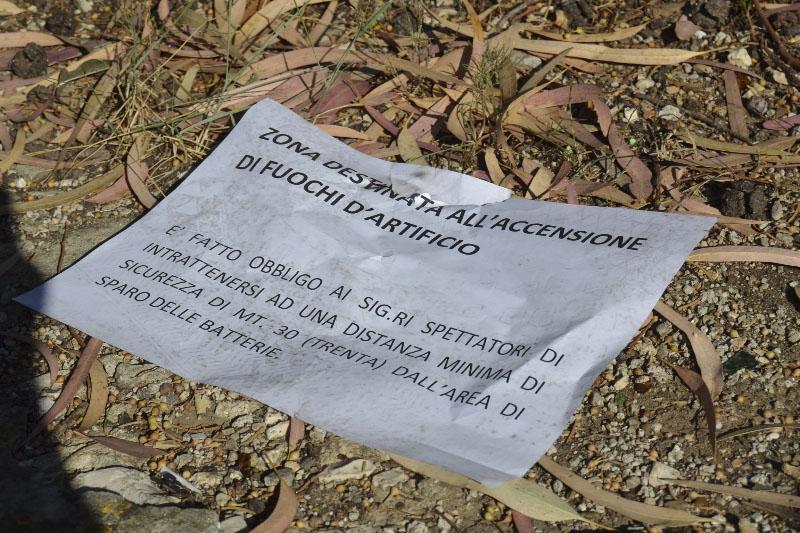 ZONA DESTINATA ALL'ACCENSIONE
DI FUOCHI D'ARTIFICIO
E' FATTO OBBLIGO AI SIG.RI SPETTATORI DI
INTRATTENERSI AD UNA DISTANZA MINIMA DI
SICUREZZA DI MT. 30 (TRENTA) DALL'AREA DI
SPARO DELLE BATTERIE.